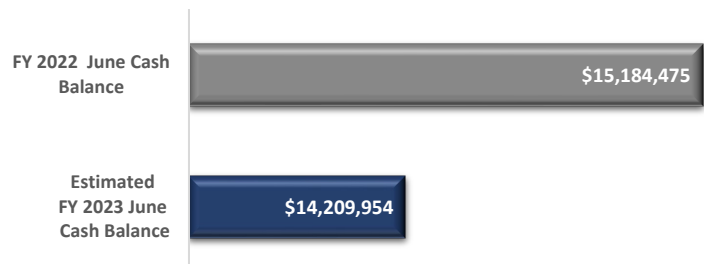 FY 2022 June Cash
Balance
$15,184,475
Estimated
FY 2023 June
Cash Balance
$14,209,954